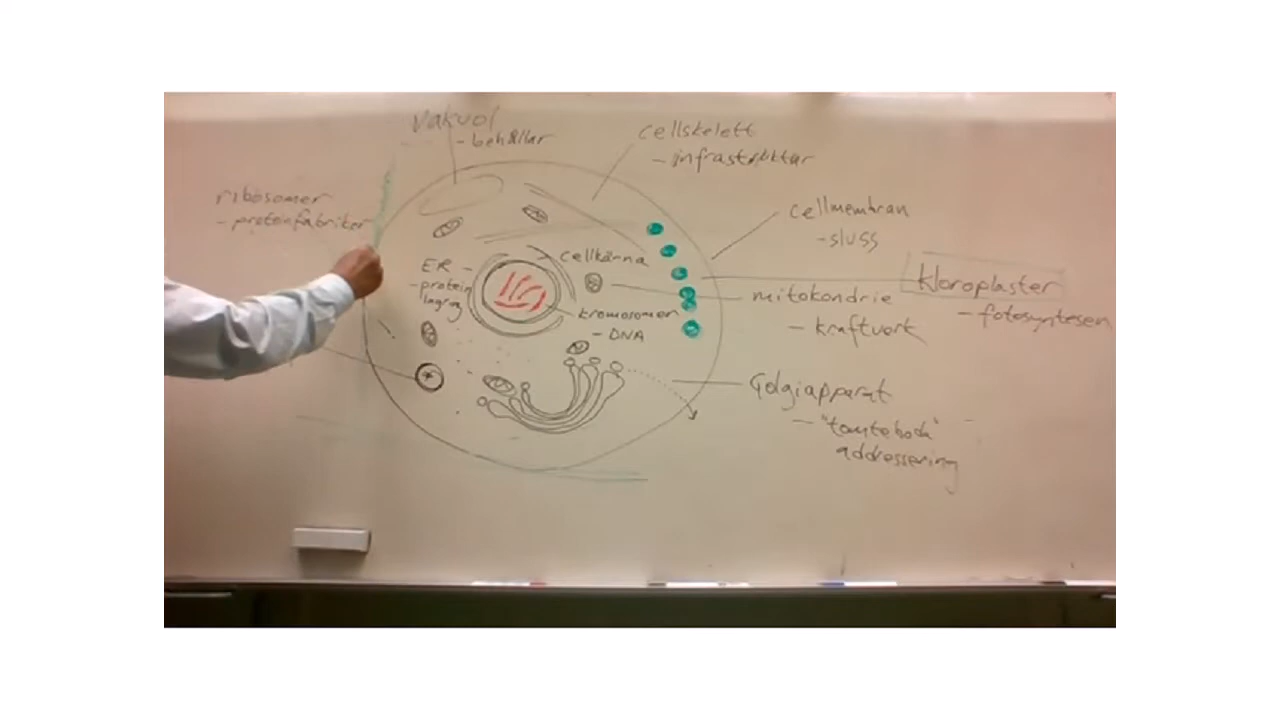 vakuol
- behållar
cellskelett
- infrastruktur
ribosomer
- proteinfabriker
cellmembran
- sluss
cellkärna
ER -
- protein
lagring
kloroplaster
- fotosyntesen
mitokondrie
- kraftverk
kromosomer
- DNA
Golgiapparat
- "tomteboda"
addressering